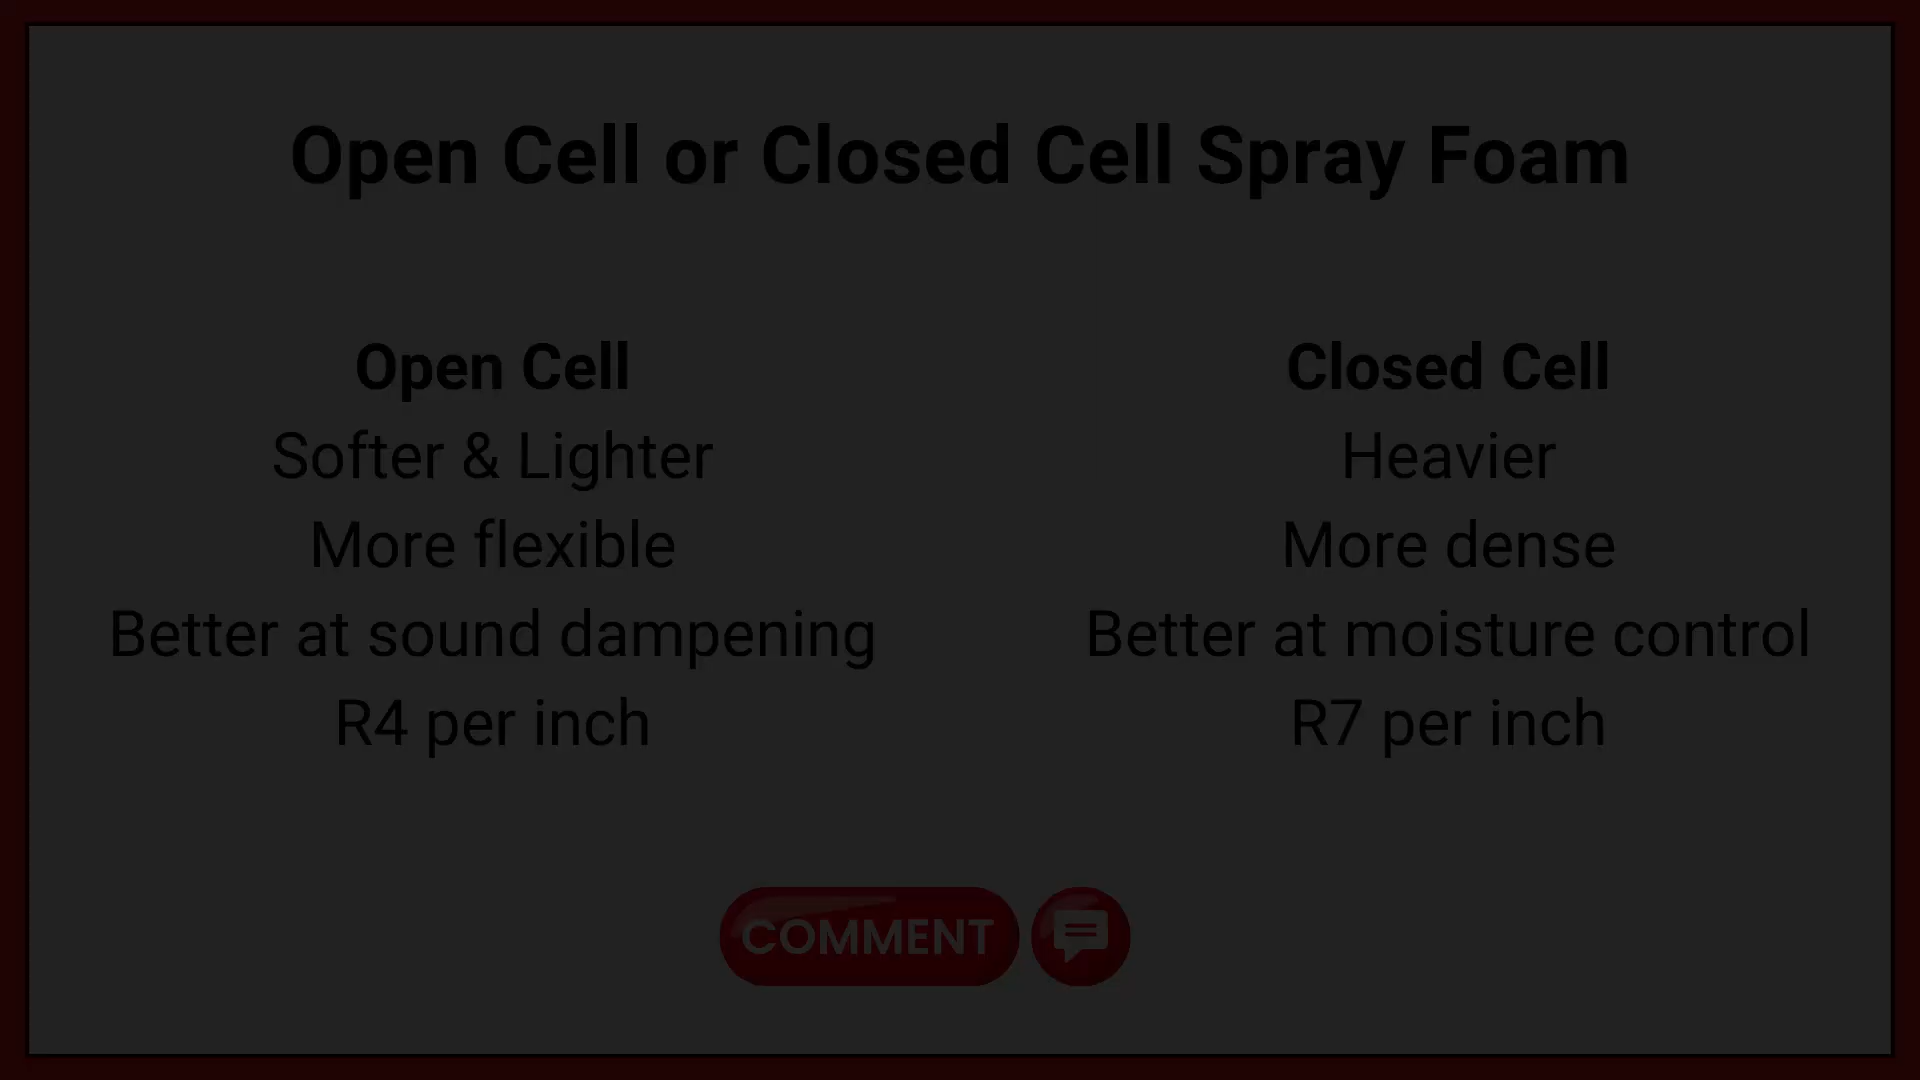 Open Cell or Closed Cell Spray Foam
Open Cell
Softer & Lighter
More flexible
Better at sound dampening
R4 per inch
Closed Cell
Heavier
More dense
Better at moisture control
R7 per inch
COMMENT